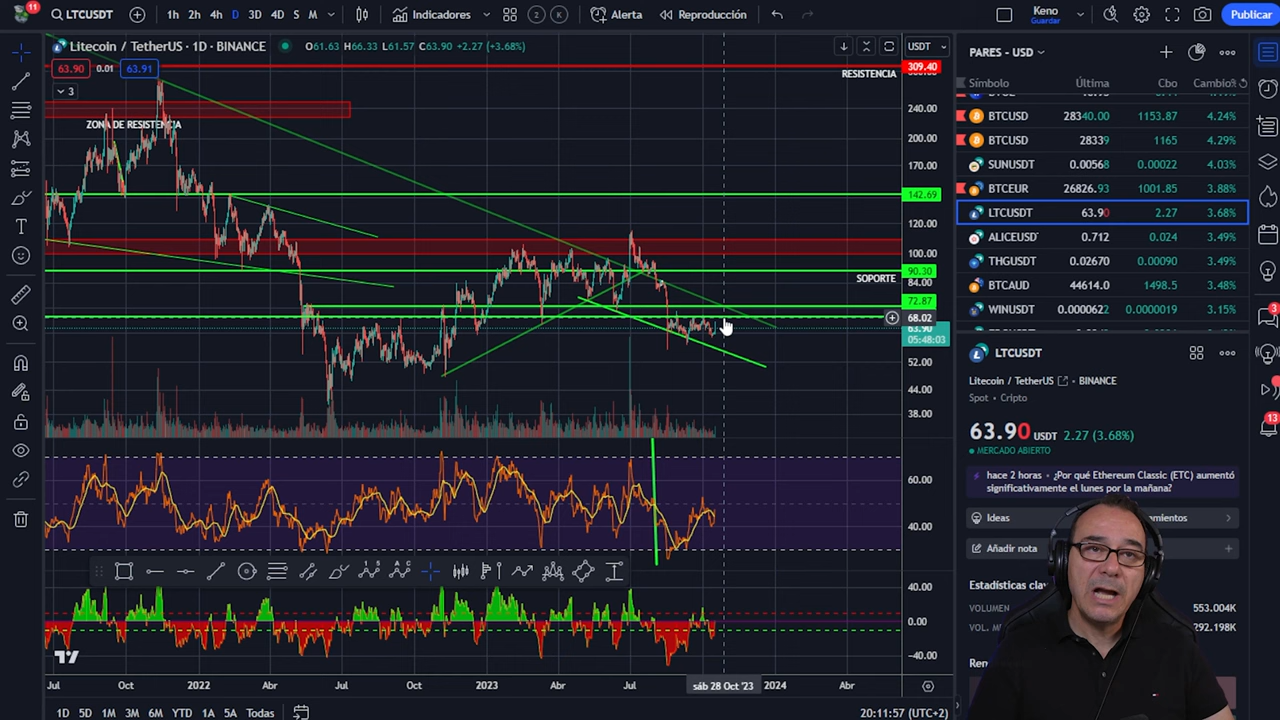 11
LTCUSDT
1h 2h 4h D 3D 4D S M
Indicadores
2 K
Alerta
Reproducción
Keno
Guardar
Publicar
Litecoin / TetherUS · 1D · BINANCE O61.63 H66.33 L61.57 C63.90 +2.27 (+3.68%)
63.90 0.01 63.91
3
USDT
309.40
RESISTENCIA
ZONA DE RESISTENCIA
240.00
200.00
170.00
142.69
120.00
100.00
90.30
SOPORTE
84.00
72.87
68.02
63.90
05:48:03
52.00
44.00
38.00
60.00
40.00
40.00
0.00
−40.00
Jul Oct 2022 Abr Jul Oct 2023 Abr Jul sáb 28 Oct '23 2024 Abr
1D 5D 1M 3M 6M YTD 1A 5A Todas
20:11:57 (UTC+2)
PARES - USD
Símbolo Última Cbo Cambio%
BTCUSD 28340.00 1153.87 4.24%
BTCUSD 28339 1165 4.29%
SUNUSDT 0.00568 0.00022 4.03%
BTCEUR 26826.93 1001.85 3.88%
LTCUSDT 63.90 2.27 3.68%
ALICEUSD 0.712 0.024 3.49%
THGUSDT 0.02670 0.00090 3.49%
BTCAUD 44614.0 1498.5 3.48%
WINUSDT 0.0000622 0.0000019 3.15%
LTCUSDT
Litecoin / TetherUS · BINANCE
Spot · Cripto
63.90 USDT 2.27 (3.68%)
MERCADO ABIERTO
hace 2 horas · ¿Por qué Ethereum Classic (ETC) aumentó
significativamente el lunes por la mañana?
Ideas
Añadir nota
Estadísticas
VOLUMEN 553.004K
VOL.
13